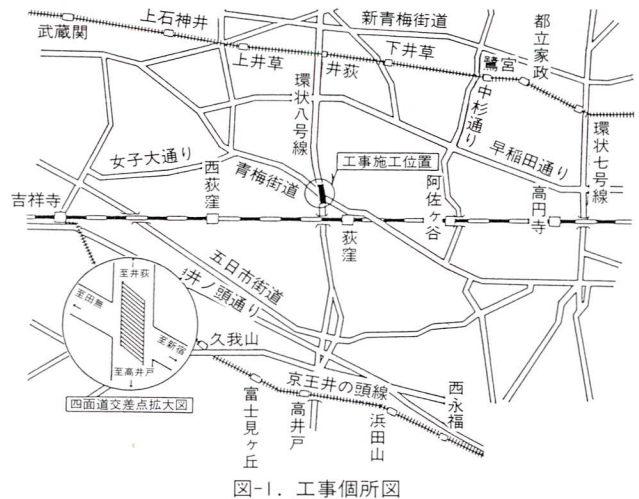 武蔵関
上石神井
上井草
井荻
下井草
新青梅街道
鷺宮
都立家政
環状八号線
中杉通り
早稲田通り
環状七号線
女子大通り
西荻窪
青梅街道
工事施工位置
阿佐ヶ谷
高円寺
吉祥寺
荻窪
五日市街道
井ノ頭通り
至井荻
至田無
至新宿
至高井戸
四面道交差点拡大図
久我山
富士見ヶ丘
高井戸
京王井の頭線
浜田山
西永福
図-1. 工事個所図